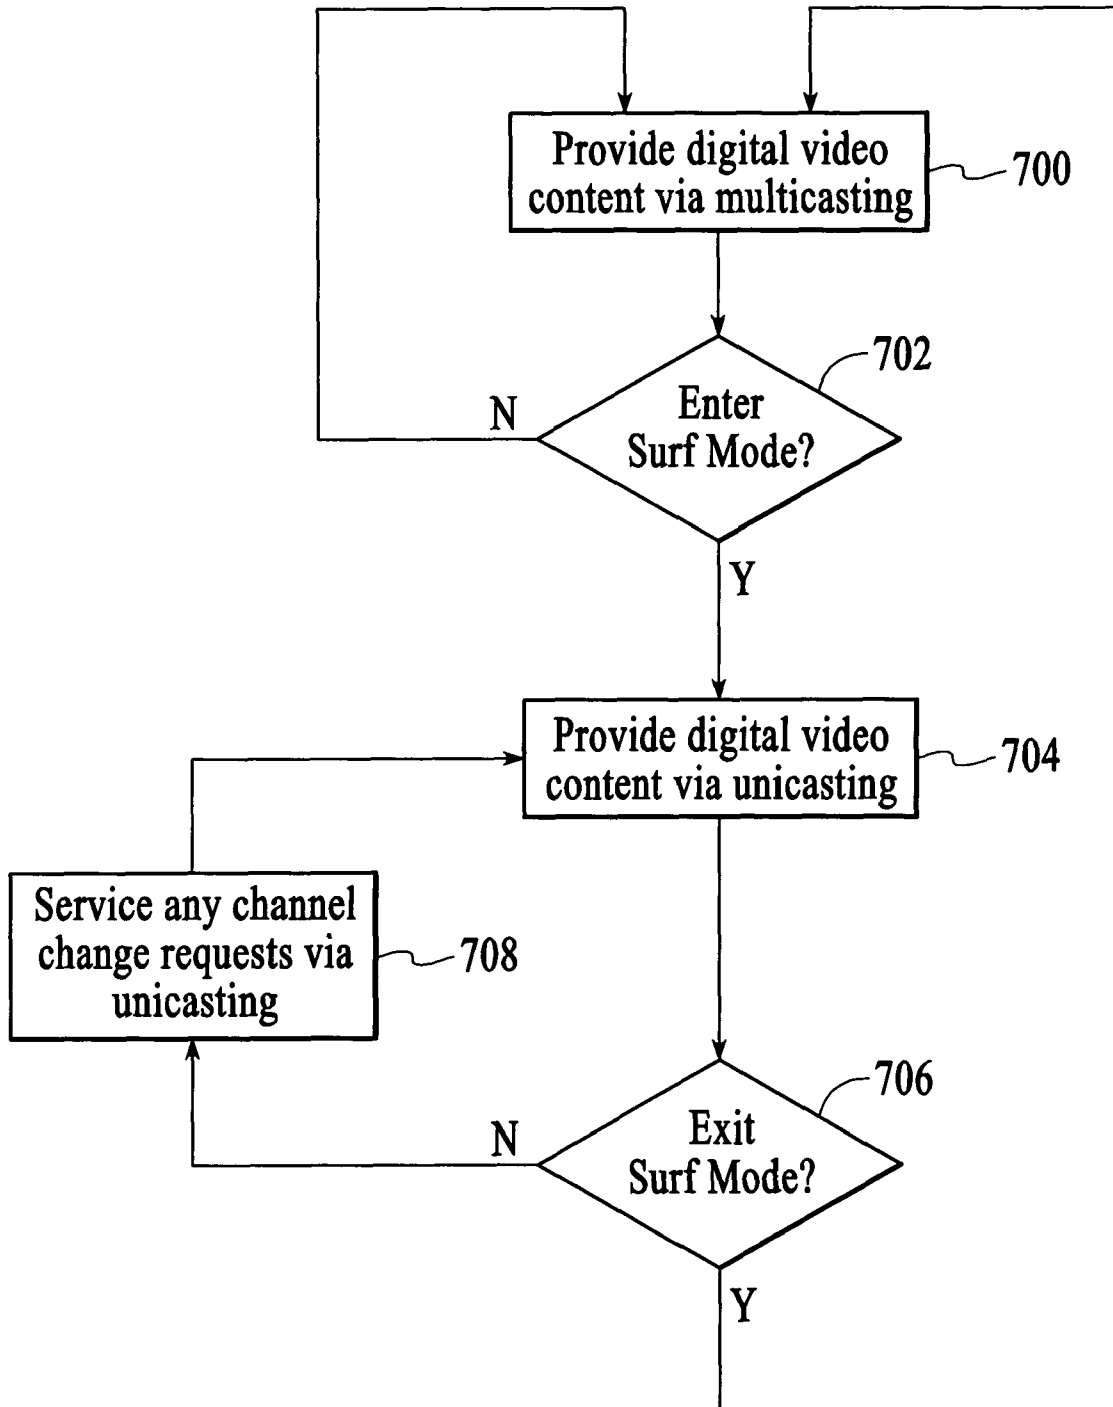 Provide digital video
content via multicasting
700
702
Enter
Surf Mode?
N
Y
Provide digital video
content via unicasting
704
Service any channel
change requests via
unicasting
708
706
Exit
Surf Mode?
N
Y